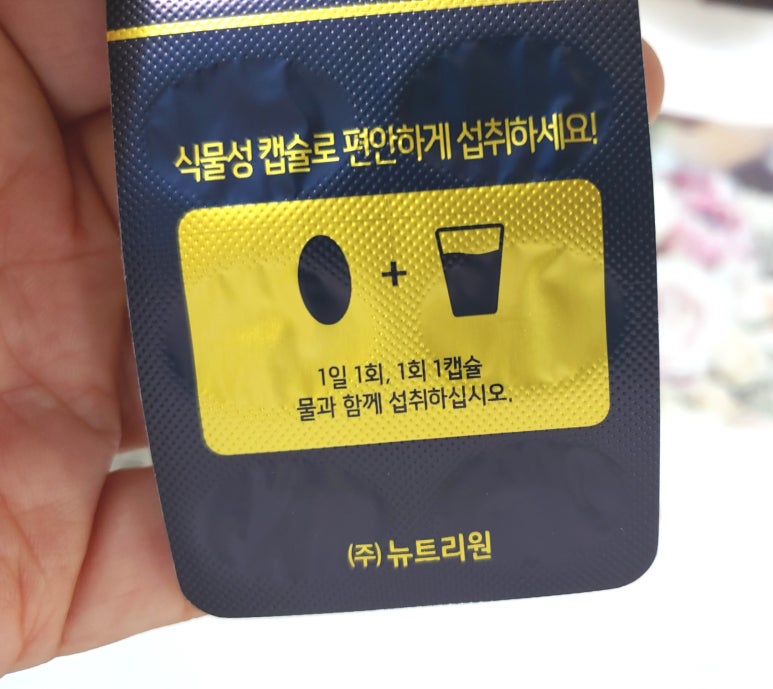 식물성 캡슐로 편안하게 섭취하세요!
+
1일 1회, 1회 1캡슐
물과 함께 섭취하십시오.
(주)뉴트리원